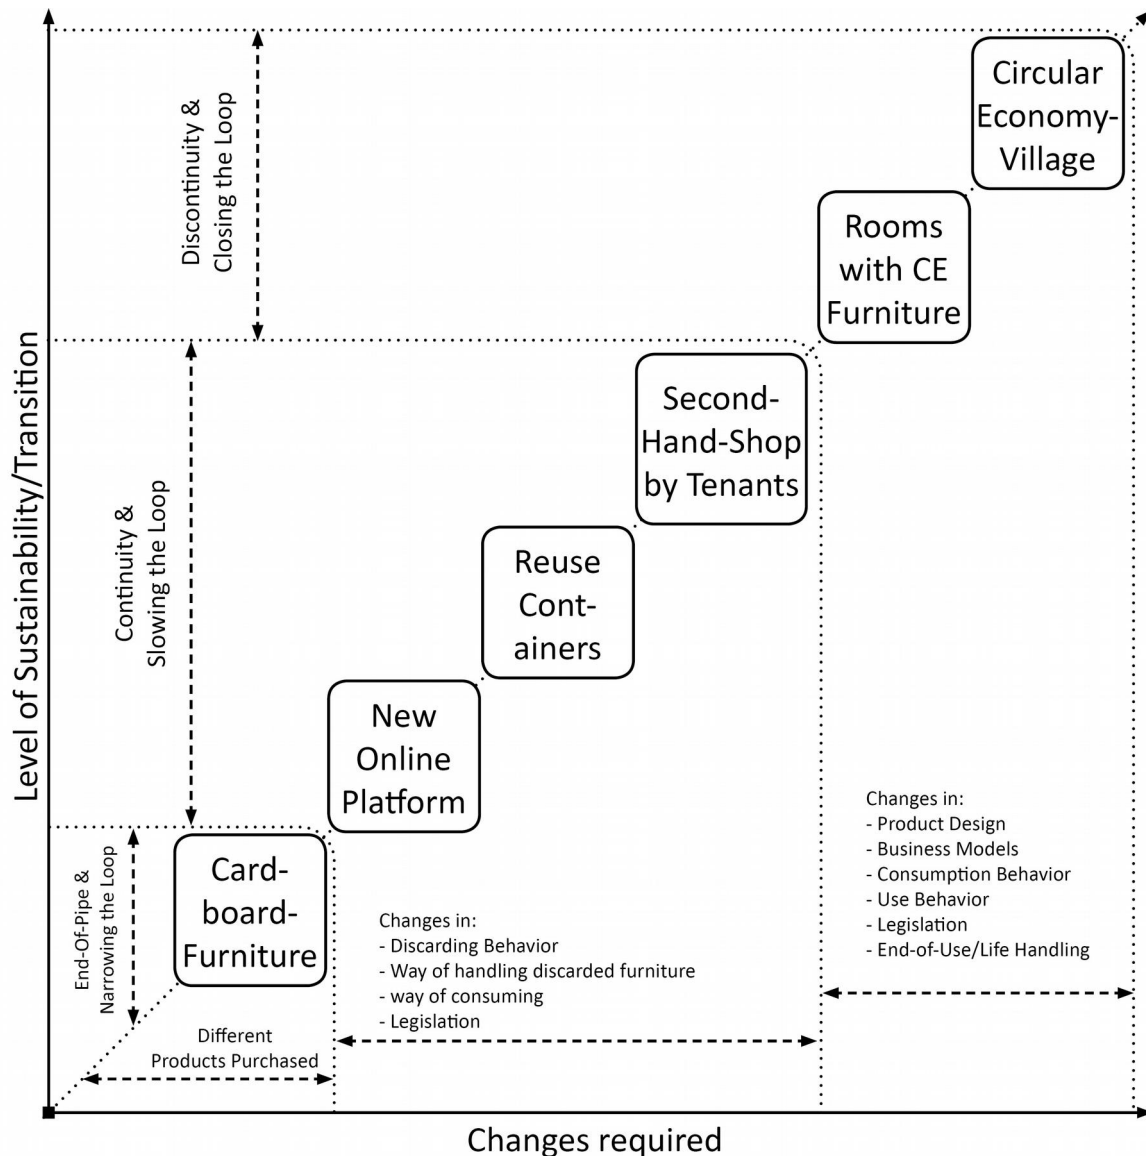 Circular
Economy-
Village
Discontinuity &
Closing the Loop
Rooms
with CE
Furniture
Second-
Hand-Shop
by Tenants
Level of Sustainability/Transition
Continuity &
Slowing the Loop
Reuse
Cont-
ainers
New
Online
Platform
Changes in:
- Product Design
- Business Models
- Consumption Behavior
- Use Behavior
- Legislation
- End-of-Use/Life Handling
End-Of-Pipe &
Narrowing the Loop
Card-
board-
Furniture
Changes in:
- Discarding Behavior
- Way of handling discarded furniture
- way of consuming
- Legislation
Different
Products Purchased
Changes required